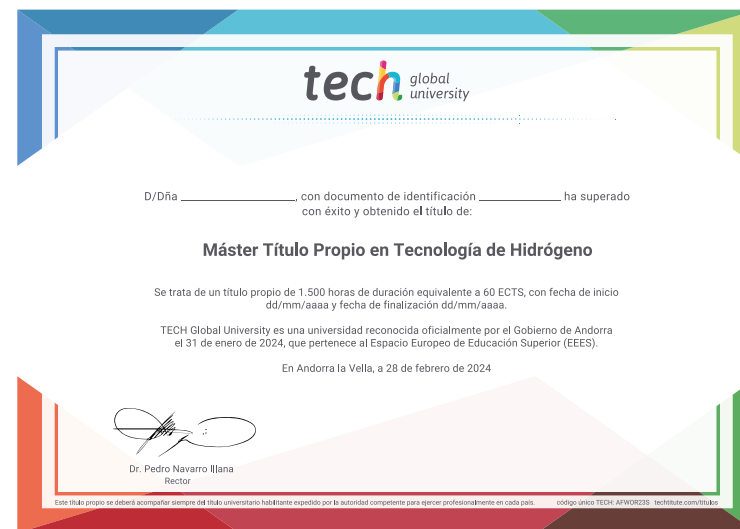 tech global university
D/Dña ____________, con documento de identificación ____________ ha superado
con éxito y obtenido el título de:
Máster Título Propio en Tecnología de Hidrógeno
Se trata de un título propio de 1.500 horas de duración equivalente a 60 ECTS, con fecha de inicio
dd/mm/aaaa y fecha de finalización dd/mm/aaaa.
TECH Global University es una universidad reconocida oficialmente por el Gobierno de Andorra
el 31 de enero de 2024, que pertenece al Espacio Europeo de Educación Superior (EEES).
En Andorra la Vella, a 28 de febrero de 2024
Dr. Pedro Navarro Illana
Rector
Este título propio se deberá acompañar siempre del título universitario habilitante expedido por la autoridad competente para ejercer profesionalmente en cada país. código único TECH: AFWOR23S techtitute.com/titulos